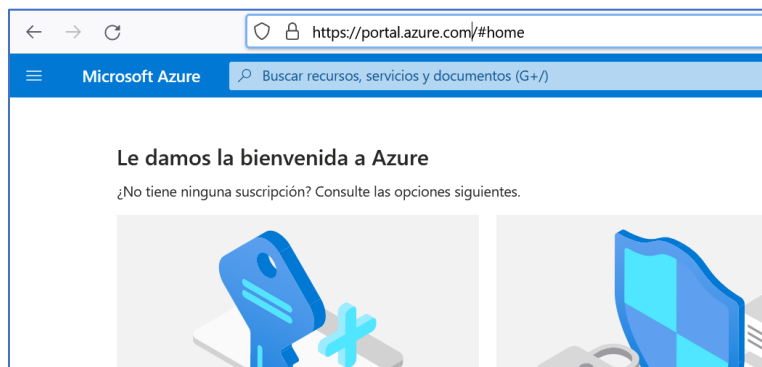 https://portal.azure.com/#home
Microsoft Azure
Buscar recursos, servicios y documentos (G+/)
Le damos la bienvenida a Azure
¿No tiene ninguna suscripción? Consulte las opciones siguientes.